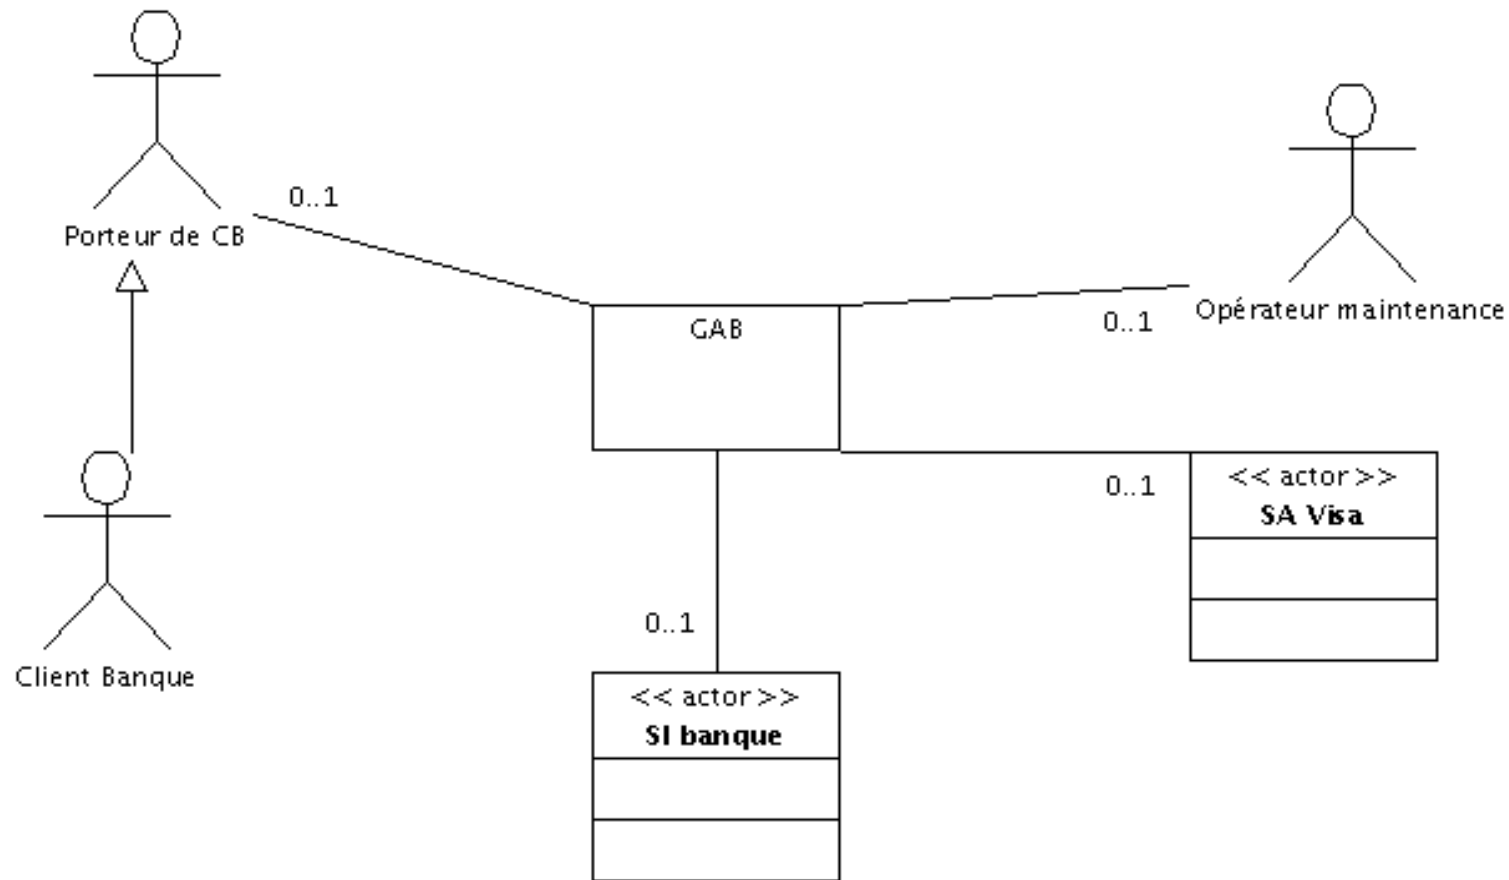 0..1
Porteur de CB
Opérateur maintenance
0..1
GAB
<< actor >>
SA Visa
0..1
0..1
Client Banque
<< actor >>
SI banque